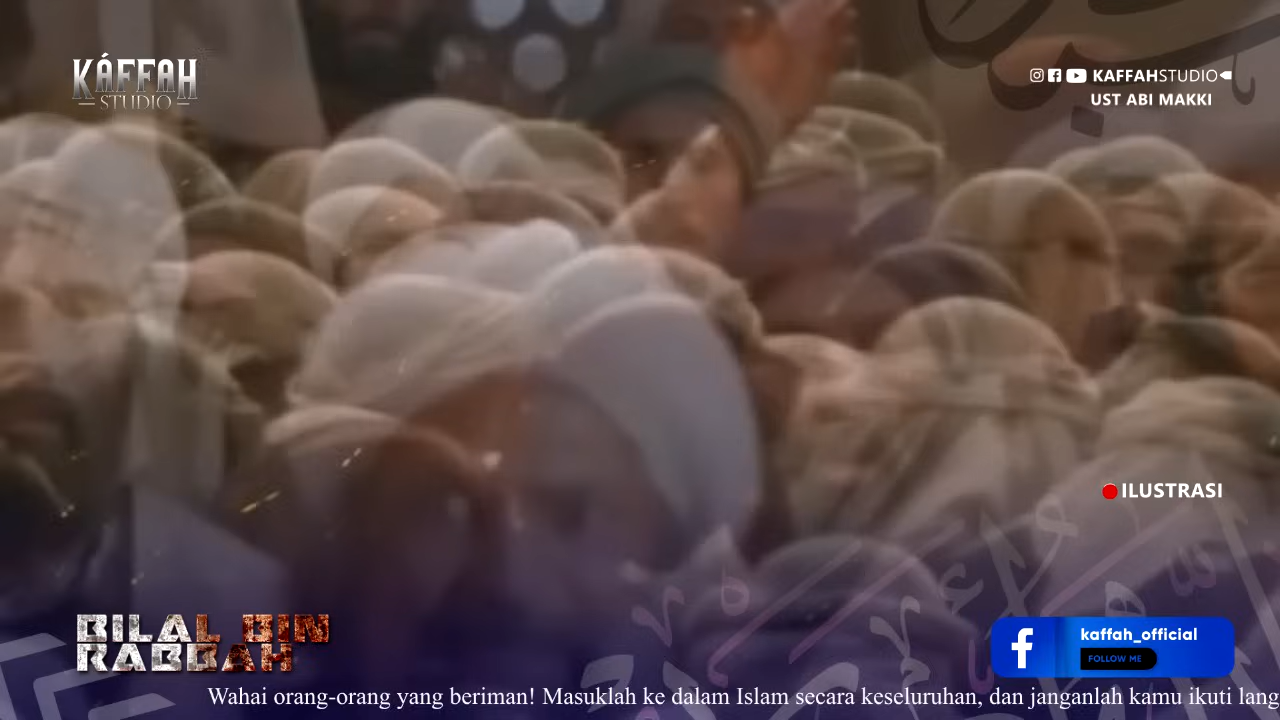 KÁFFAH
STUDIO
KAFFAHSTUDIO
UST ABI MAKKI
ILUSTRASI
BILAL BIN
RABBAH
kaffah_official
FOLLOW ME
Wahai orang-orang yang beriman! Masuklah ke dalam Islam secara keseluruhan, dan janganlah kamu ikuti lang